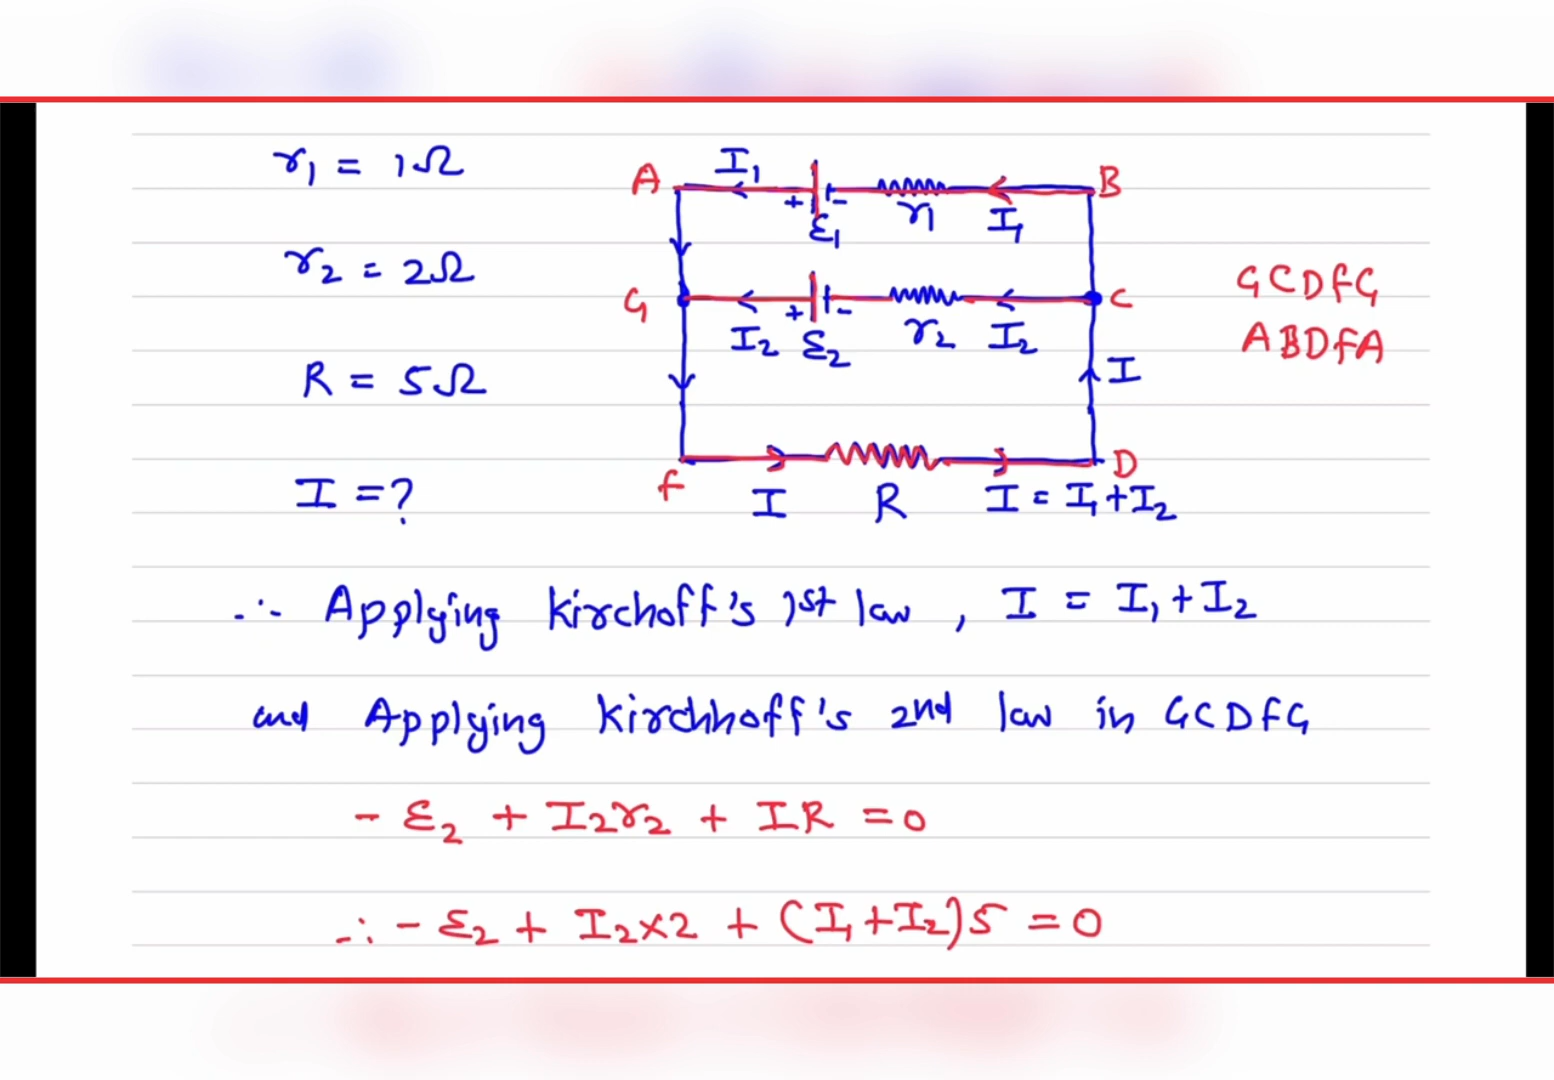 r₁ = 1Ω
r₂ = 2Ω
R = 5Ω
I = ?
A I₁ + - ε₁ r₁ I₁ B
G I₂ + - ε₂ r₂ I₂ C
I
f I R I = I₁+I₂ D
GCDfG
ABDfA
∴ Applying kirchoff's 1st law , I = I₁+I₂
and Applying kirchhoff's 2nd law in GCDfG
- ε₂ + I₂r₂ + IR = 0
∴ - ε₂ + I₂×2 + (I₁+I₂)5 = 0